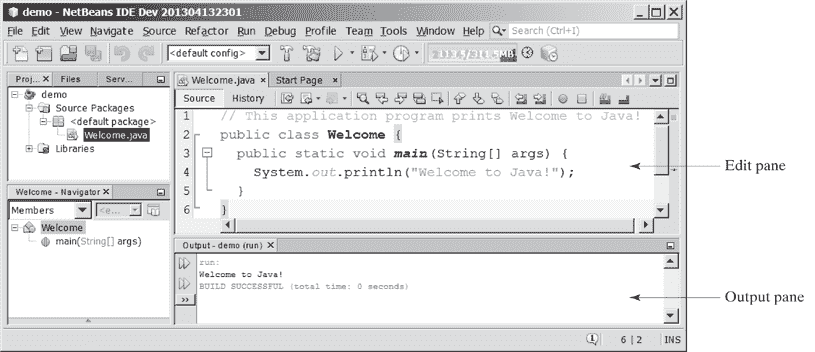 demo - NetBeans IDE Dev 201304132301
File Edit View Navigate Source Refactor Run Debug Profile Team Tools Window Help Search (Ctrl+I)
<default config>
Proj... Files Serv...
demo
Source Packages
<default package>
Welcome.java
Libraries
Welcome - Navigator
Members <e...
Welcome
main(String[] args)
Welcome.java Start Page
Source History
1 // This application program prints Welcome to Java!
2 public class Welcome {
3 public static void main(String[] args) {
4 System.out.println("Welcome to Java!");
5 }
6 }
Output - demo (run)
run:
Welcome to Java!
BUILD SUCCESSFUL (total time: 0 seconds)
6 | 2 INS
Edit pane
Output pane